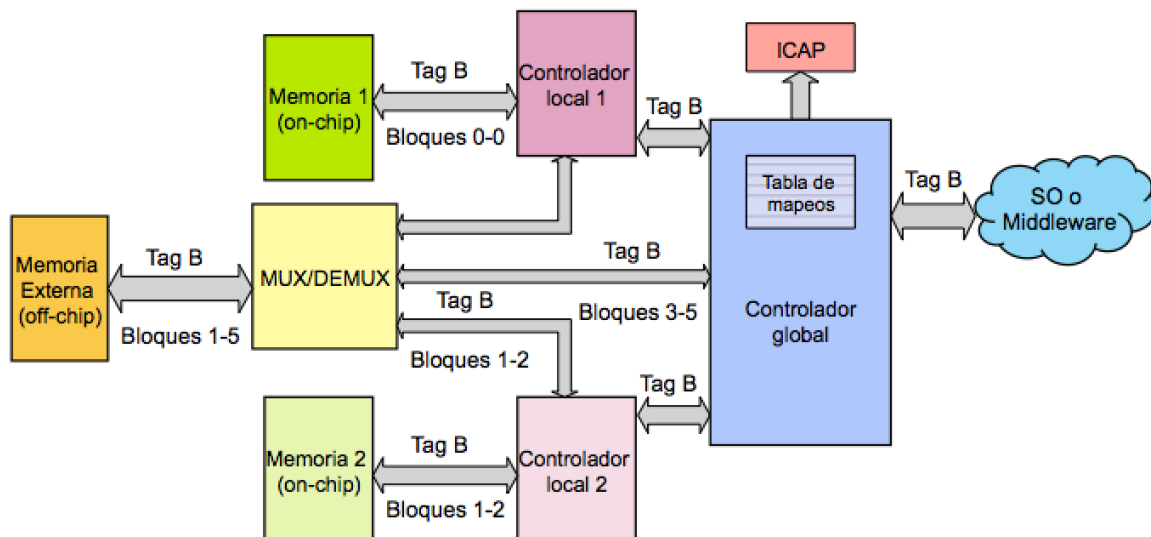 ICAP
Tag B
Controlador
local 1
Memoria 1
(on-chip)
Tag B
Bloques 0-0
Tabla de
mapeos
Tag B
SO o
Middleware
Tag B
Tag B
Memoria
Externa
(off-chip)
MUX/DEMUX
Tag B
Bloques 3-5
Controlador
global
Bloques 1-5
Bloques 1-2
Tag B
Tag B
Memoria 2
(on-chip)
Controlador
local 2
Bloques 1-2